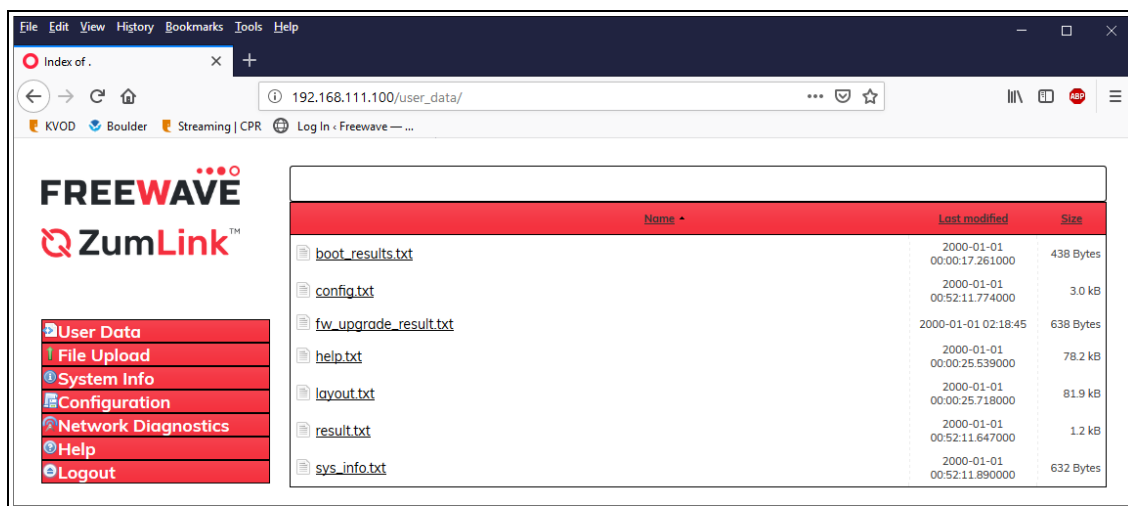 File Edit View History Bookmarks Tools Help
Index of .
192.168.111.100/user_data/
ABP
KVOD Boulder Streaming | CPR Log In ‹ Freewave — ...
FREEWAVE
ZumLink™
Name Last modified Size
boot_results.txt 2000-01-01 00:00:17.261000 438 Bytes
config.txt 2000-01-01 00:52:11.774000 3.0 kB
fw_upgrade_result.txt 2000-01-01 02:18:45 638 Bytes
help.txt 2000-01-01 00:00:25.539000 78.2 kB
layout.txt 2000-01-01 00:00:25.718000 81.9 kB
result.txt 2000-01-01 00:52:11.647000 1.2 kB
sys_info.txt 2000-01-01 00:52:11.890000 632 Bytes
User Data
File Upload
System Info
Configuration
Network Diagnostics
Help
Logout